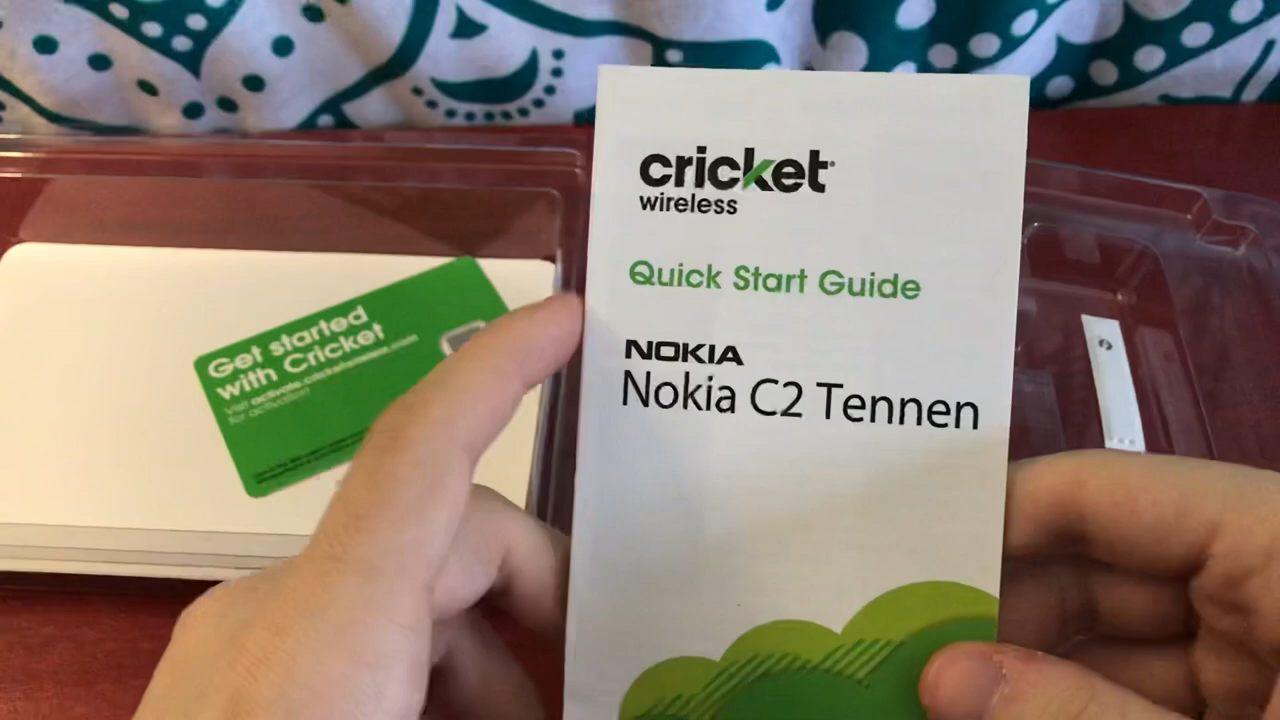 cricket
wireless
Quick Start Guide
NOKIA
Nokia C2 Tennen
Get started
with Cricket
Visit activate.cricketwireless.com
for activation